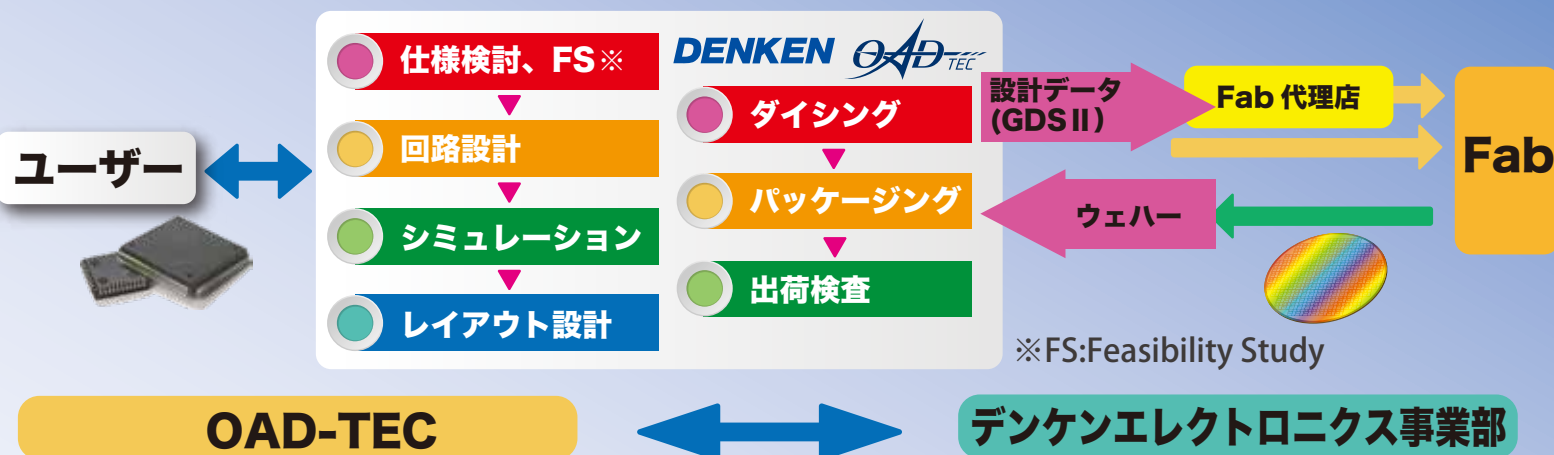 ユーザー
仕様検討、FS※
回路設計
シミュレーション
レイアウト設計
DENKEN OAD-TEC
ダイシング
パッケージング
出荷検査
設計データ
(GDSⅡ)
Fab 代理店
Fab
ウェハー
※FS:Feasibility Study
OAD-TEC
デンケンエレクトロニクス事業部